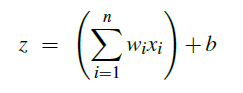 z = (∑_{i=1}^{n} w_i x_i) + b